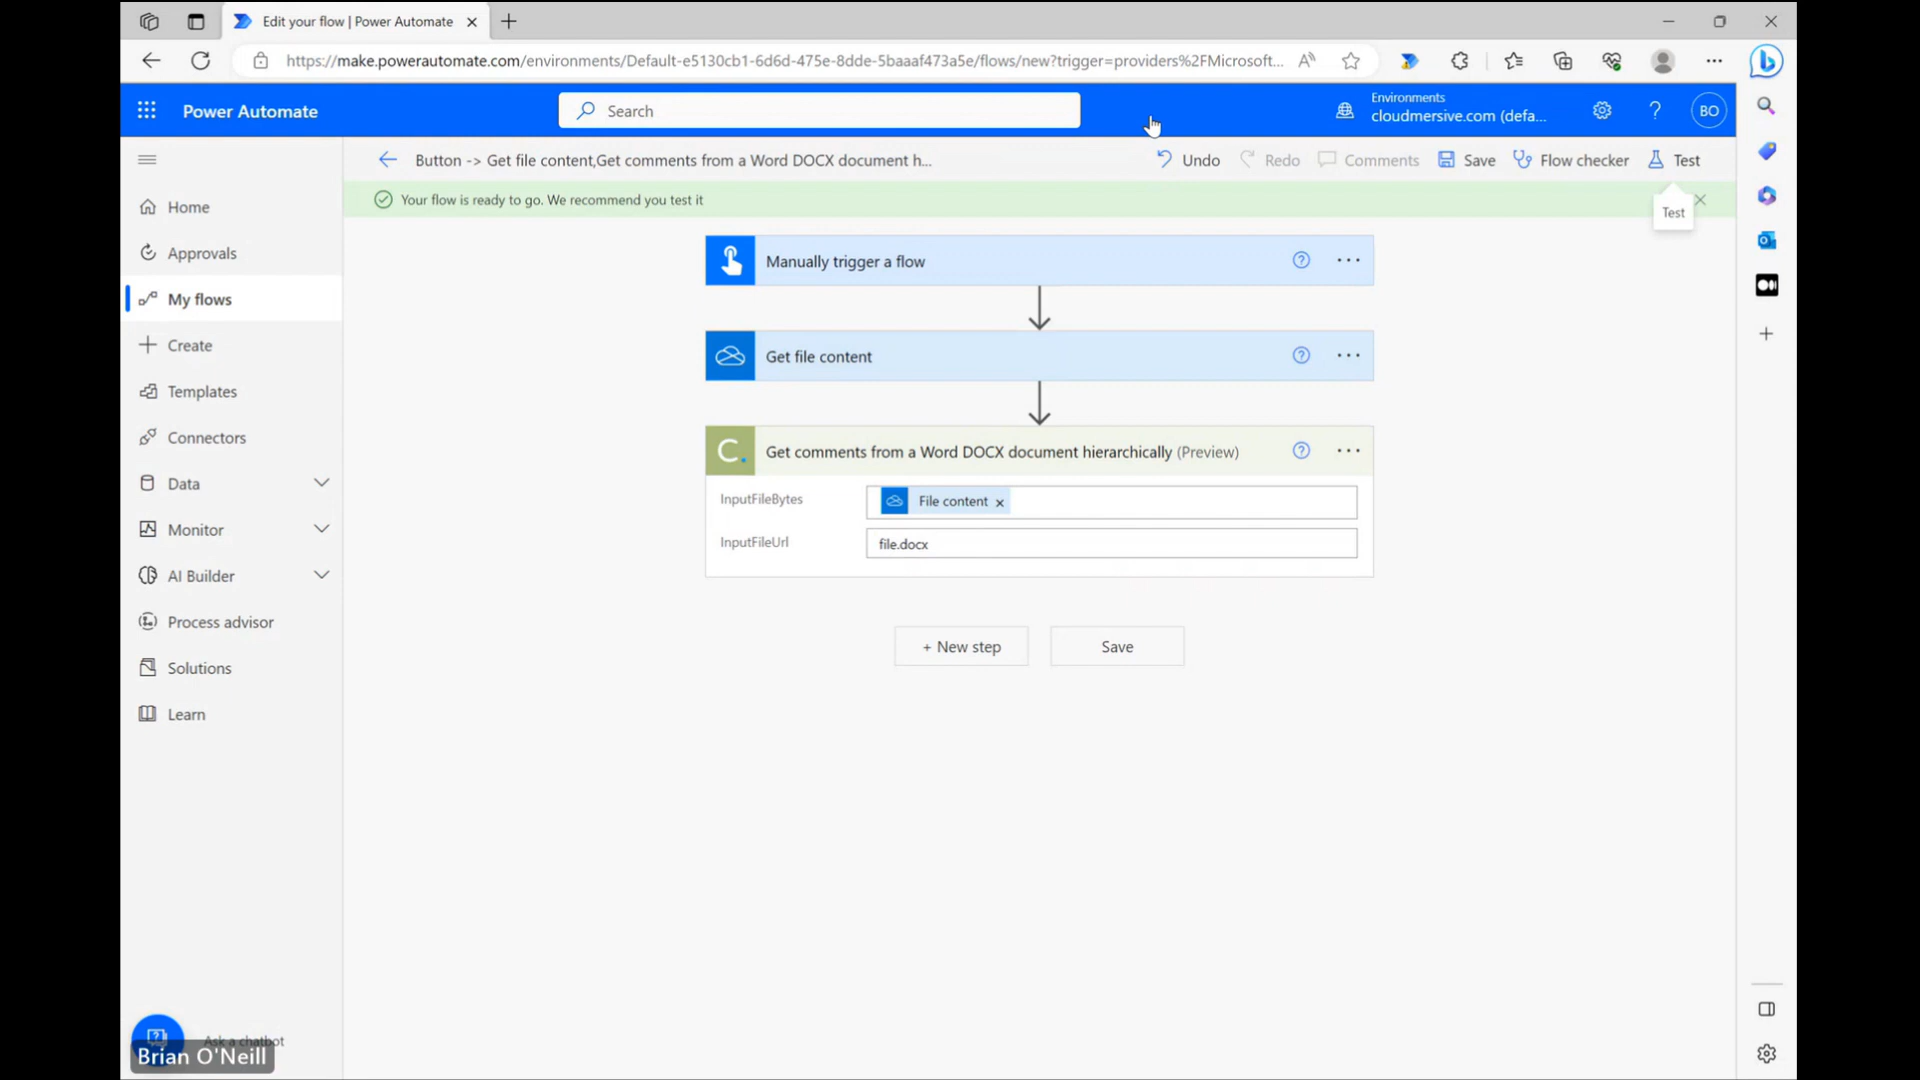 Edit your flow | Power Automate
https://make.powerautomate.com/environments/Default-e5130cb1-6d6d-475e-8dde-5baaaf473a5e/flows/new?trigger=providers%2FMicrosoft...
Power Automate
Search
Environments
cloudmersive.com (defa...
BO
Button -> Get file content,Get comments from a Word DOCX document h...
Undo
Redo
Comments
Save
Flow checker
Test
Your flow is ready to go. We recommend you test it
Test
Home
Approvals
My flows
Create
Templates
Connectors
Data
Monitor
AI Builder
Process advisor
Solutions
Learn
Manually trigger a flow
Get file content
C.
Get comments from a Word DOCX document hierarchically (Preview)
InputFileBytes
File content
InputFileUrl
file.docx
+ New step
Save
Ask a chatbot
Brian O'Neill